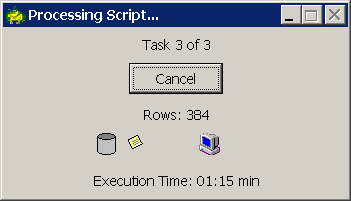 Processing Script...
Task 3 of 3
Cancel
Rows: 384
Execution Time: 01:15 min